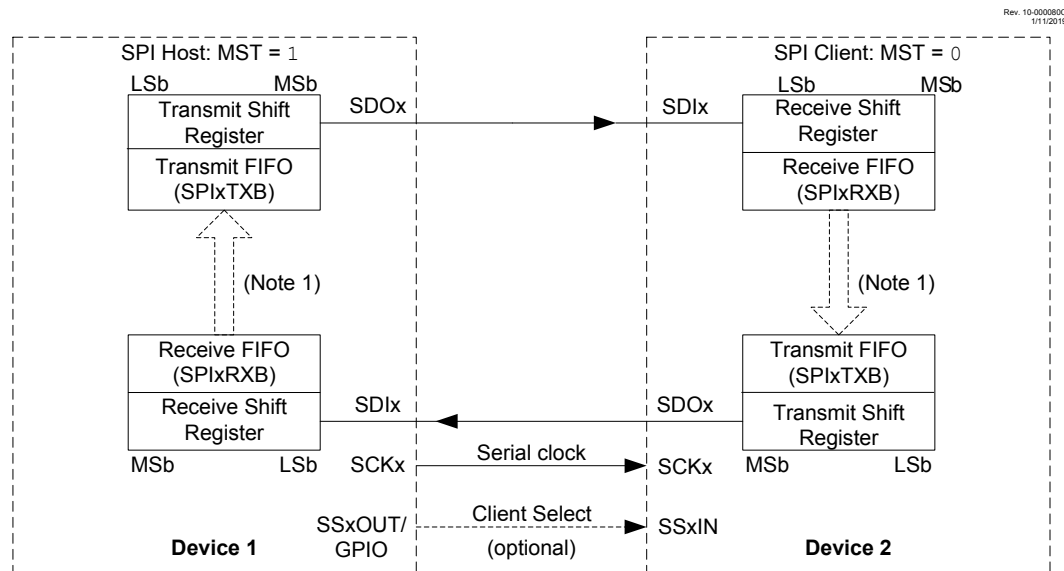 Rev. 10-000080C
1/11/2019
SPI Host: MST = 1
LSb MSb
Transmit Shift
Register
Transmit FIFO
(SPIxTXB)
(Note 1)
Receive FIFO
(SPIxRXB)
Receive Shift
Register
MSb LSb
Device 1
SDOx
SDIx
SCKx
SSxOUT/
GPIO
Serial clock
Client Select
(optional)
SPI Client: MST = 0
LSb MSb
SDIx
Receive Shift
Register
Receive FIFO
(SPIxRXB)
(Note 1)
Transmit FIFO
(SPIxTXB)
Transmit Shift
Register
SDOx
MSb LSb
SCKx
SSxIN
Device 2